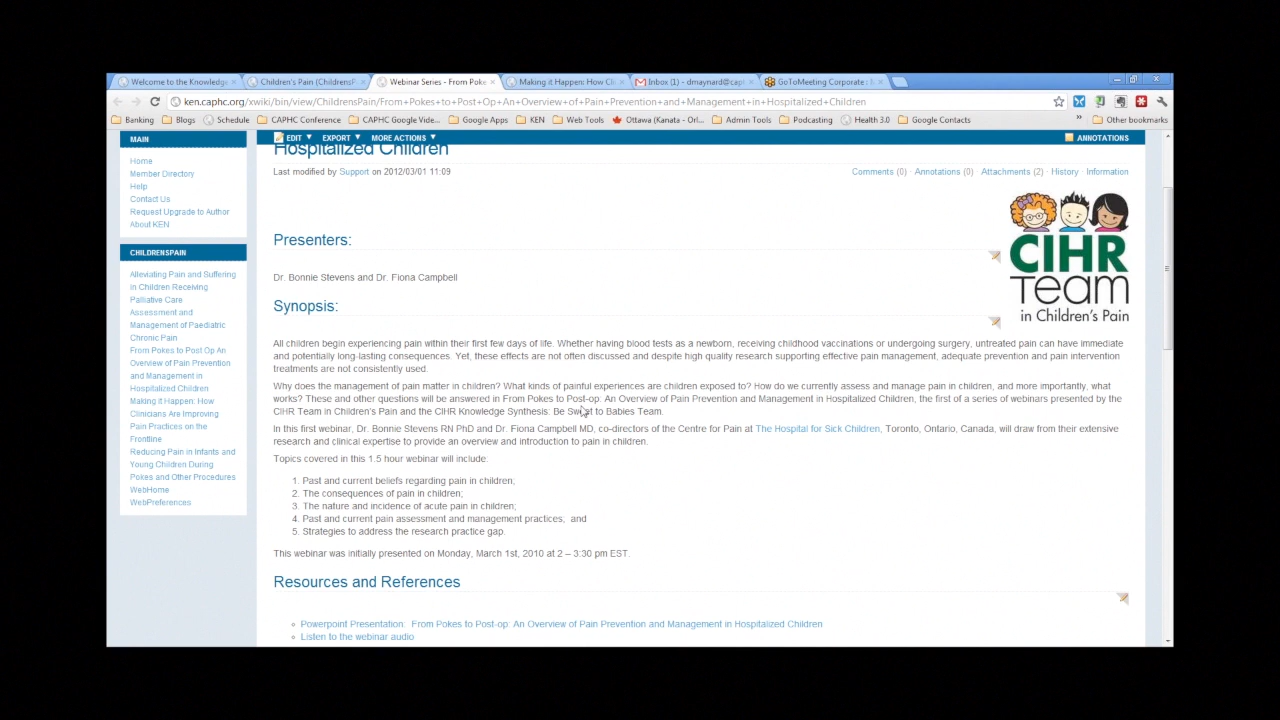 Welcome to the Knowledg
Children's Pain (ChildrensF
Webinar Series - From Poke
Making it Happen: How Cli
Inbox (1) - dmaynard@cap
GoToMeeting Corporate :
ken.caphc.org/xwiki/bin/view/ChildrensPain/From+Pokes+to+Post+Op+An+Overview+of+Pain+Prevention+and+Management+in+Hospitalized+Children
Banking Blogs Schedule CAPHC Conference CAPHC Google Vide... Google Apps KEN Web Tools Ottawa (Kanata - Orl... Admin Tools Podcasting Health 3.0 Google Contacts » Other bookmarks
EDIT EXPORT MORE ACTIONS ANNOTATIONS
MAIN
Home
Member Directory
Help
Contact Us
Request Upgrade to Author
About KEN
CHILDRENSPAIN
Alleviating Pain and Suffering
in Children Receiving
Palliative Care
Assessment and
Management of Paediatric
Chronic Pain
From Pokes to Post Op An
Overview of Pain Prevention
and Management in
Hospitalized Children
Making it Happen: How
Clinicians Are Improving
Pain Practices on the
Frontline
Reducing Pain in Infants and
Young Children During
Pokes and Other Procedures
WebHome
WebPreferences
Hospitalized Children
Last modified by Support on 2012/03/01 11:09
Comments (0) · Annotations (0) · Attachments (2) · History · Information
CIHR
Team
in Children's Pain
Presenters:
Dr. Bonnie Stevens and Dr. Fiona Campbell
Synopsis:
All children begin experiencing pain within their first few days of life. Whether having blood tests as a newborn, receiving childhood vaccinations or undergoing surgery, untreated pain can have immediate
and potentially long-lasting consequences. Yet, these effects are not often discussed and despite high quality research supporting effective pain management, adequate prevention and pain intervention
treatments are not consistently used.
Why does the management of pain matter in children? What kinds of painful experiences are children exposed to? How do we currently assess and manage pain in children, and more importantly, what
works? These and other questions will be answered in From Pokes to Post-op: An Overview of Pain Prevention and Management in Hospitalized Children, the first of a series of webinars presented by the
CIHR Team in Children's Pain and the CIHR Knowledge Synthesis: Be Sweet to Babies Team.
In this first webinar, Dr. Bonnie Stevens RN PhD and Dr. Fiona Campbell MD, co-directors of the Centre for Pain at The Hospital for Sick Children, Toronto, Ontario, Canada, will draw from their extensive
research and clinical expertise to provide an overview and introduction to pain in children.
Topics covered in this 1.5 hour webinar will include:
1. Past and current beliefs regarding pain in children;
2. The consequences of pain in children;
3. The nature and incidence of acute pain in children;
4. Past and current pain assessment and management practices; and
5. Strategies to address the research practice gap.
This webinar was initially presented on Monday, March 1st, 2010 at 2 – 3:30 pm EST.
Resources and References
Powerpoint Presentation: From Pokes to Post-op: An Overview of Pain Prevention and Management in Hospitalized Children
Listen to the webinar audio